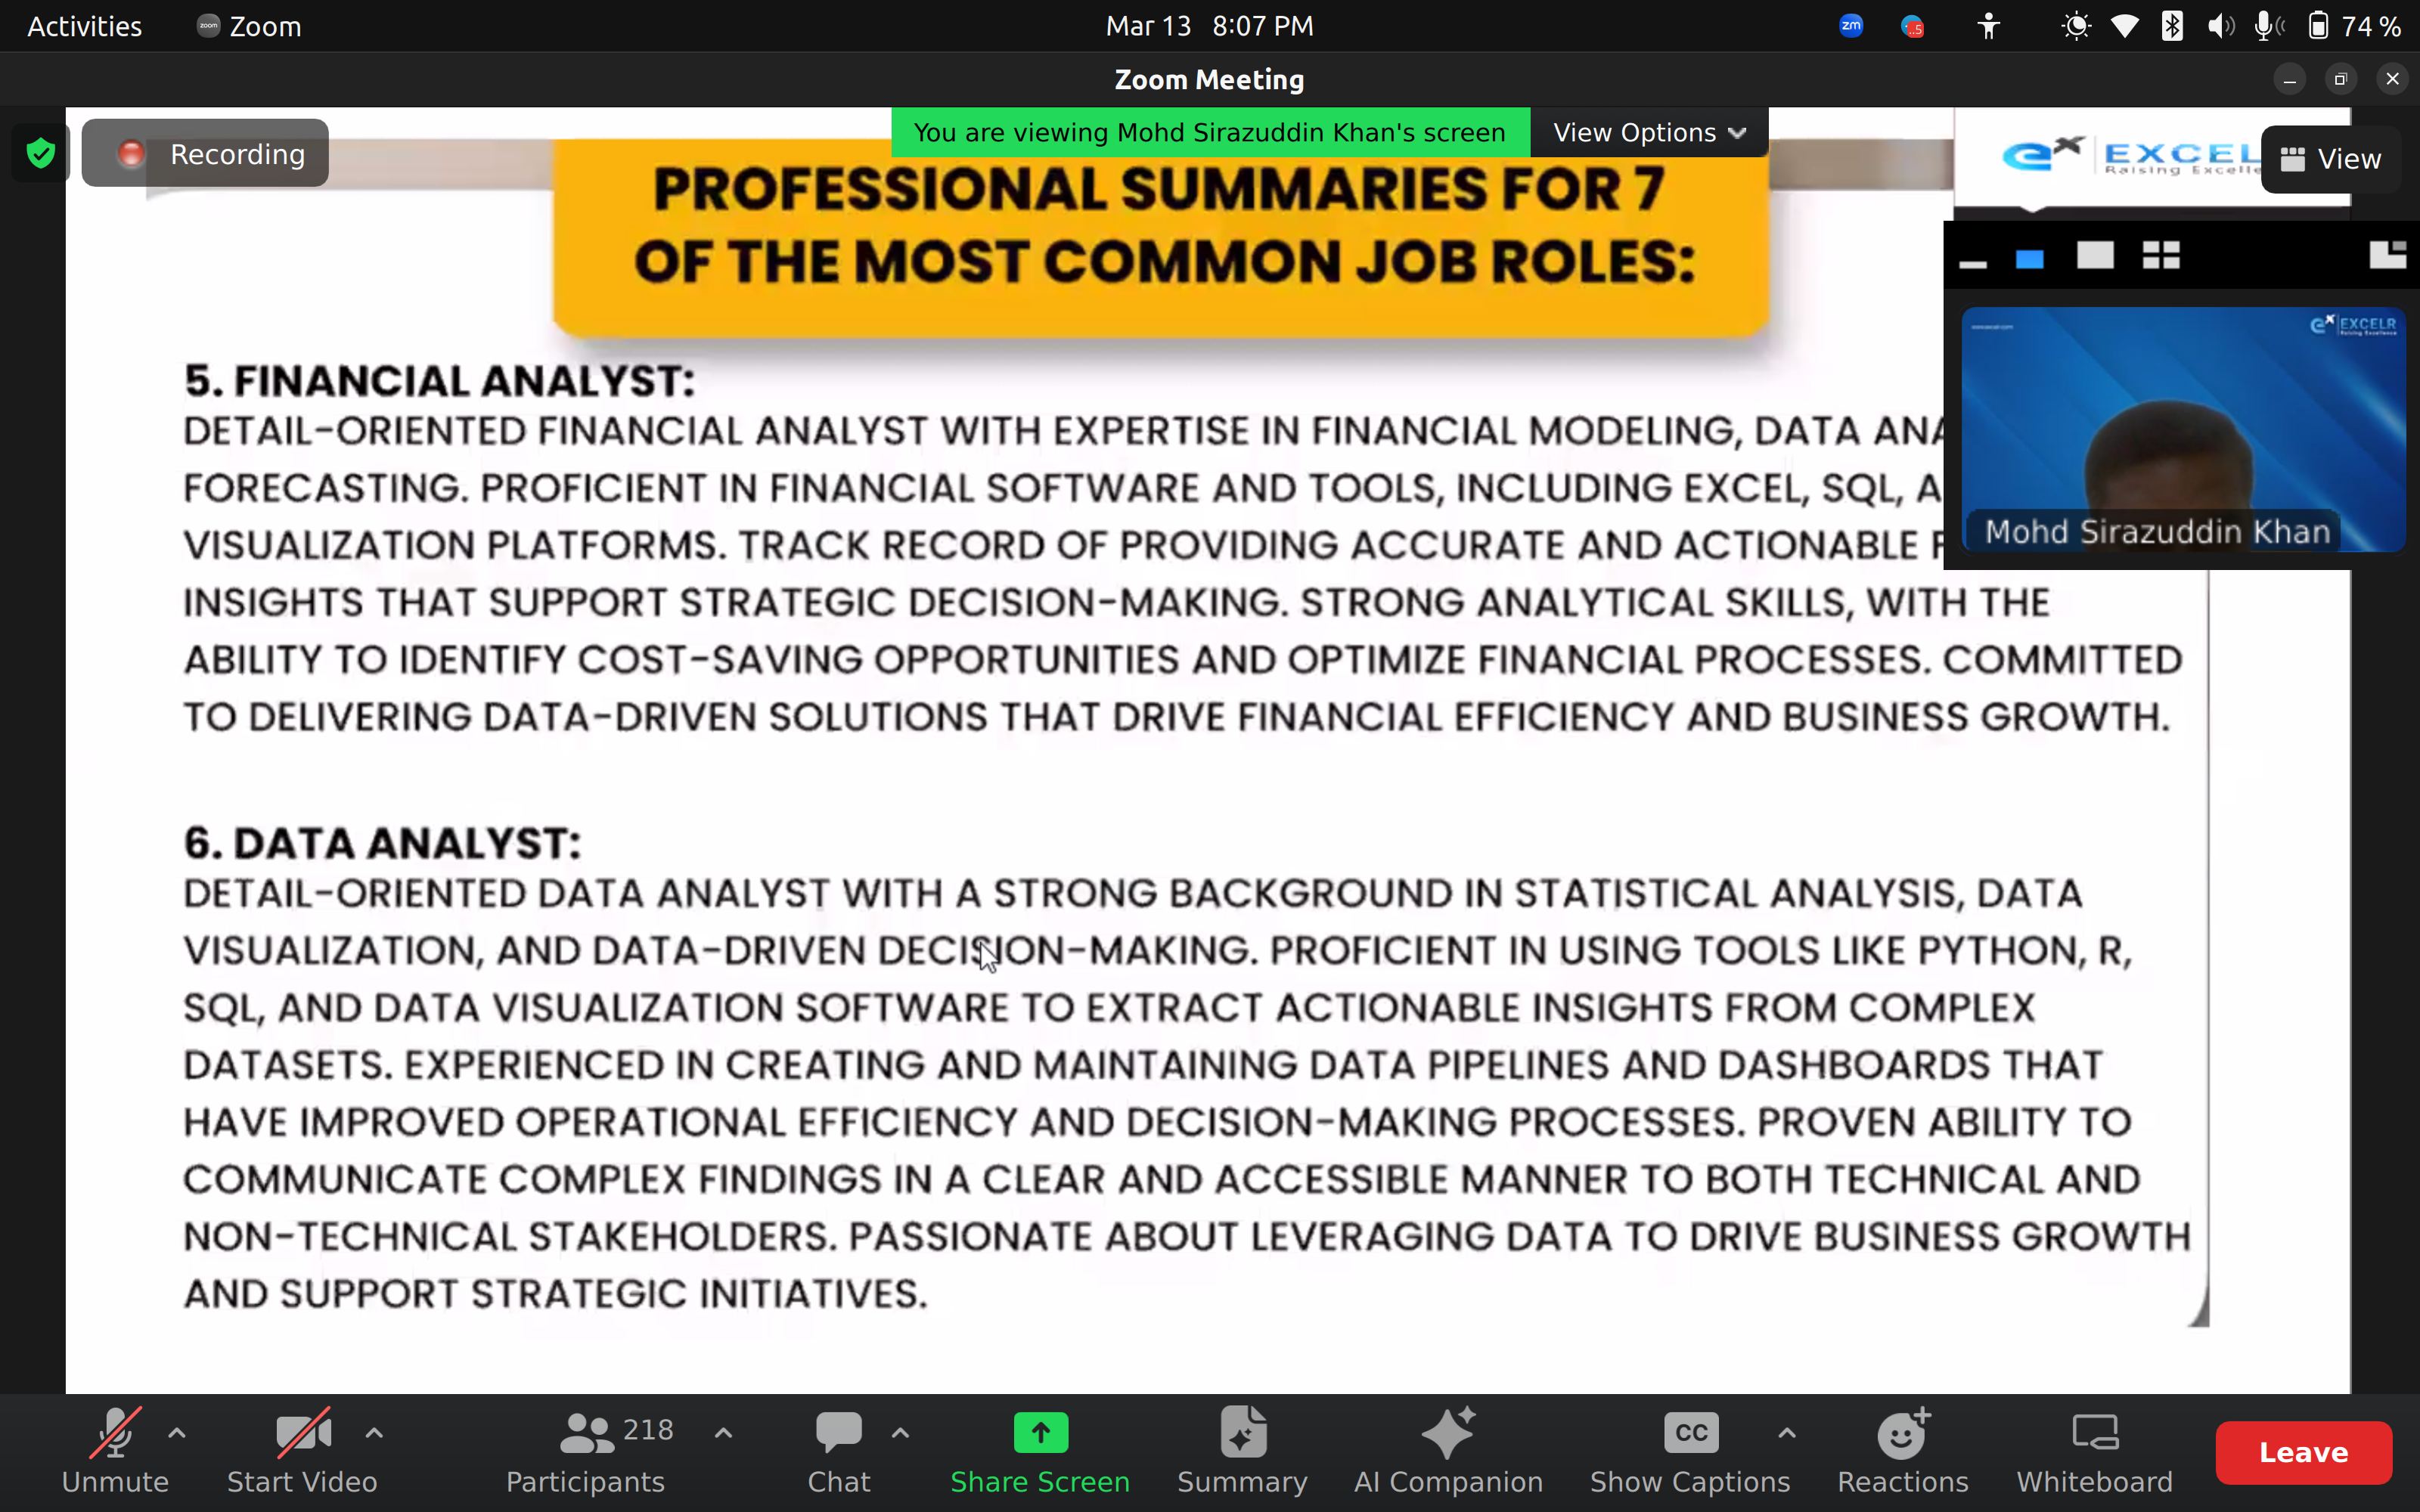 Activities Zoom Mar 13 8:07 PM zm 74 %
Zoom Meeting
Recording
You are viewing Mohd Sirazuddin Khan's screen View Options
View
EXCEL
PROFESSIONAL SUMMARIES FOR 7
OF THE MOST COMMON JOB ROLES:
EXCELR
Raising Excellence
Mohd Sirazuddin Khan
5. FINANCIAL ANALYST:
DETAIL-ORIENTED FINANCIAL ANALYST WITH EXPERTISE IN FINANCIAL MODELING, DATA ANA
FORECASTING. PROFICIENT IN FINANCIAL SOFTWARE AND TOOLS, INCLUDING EXCEL, SQL, A
VISUALIZATION PLATFORMS. TRACK RECORD OF PROVIDING ACCURATE AND ACTIONABLE
INSIGHTS THAT SUPPORT STRATEGIC DECISION-MAKING. STRONG ANALYTICAL SKILLS, WITH THE
ABILITY TO IDENTIFY COST-SAVING OPPORTUNITIES AND OPTIMIZE FINANCIAL PROCESSES. COMMITTED
TO DELIVERING DATA-DRIVEN SOLUTIONS THAT DRIVE FINANCIAL EFFICIENCY AND BUSINESS GROWTH.
6. DATA ANALYST:
DETAIL-ORIENTED DATA ANALYST WITH A STRONG BACKGROUND IN STATISTICAL ANALYSIS, DATA
VISUALIZATION, AND DATA-DRIVEN DECISION-MAKING. PROFICIENT IN USING TOOLS LIKE PYTHON, R,
SQL, AND DATA VISUALIZATION SOFTWARE TO EXTRACT ACTIONABLE INSIGHTS FROM COMPLEX
DATASETS. EXPERIENCED IN CREATING AND MAINTAINING DATA PIPELINES AND DASHBOARDS THAT
HAVE IMPROVED OPERATIONAL EFFICIENCY AND DECISION-MAKING PROCESSES. PROVEN ABILITY TO
COMMUNICATE COMPLEX FINDINGS IN A CLEAR AND ACCESSIBLE MANNER TO BOTH TECHNICAL AND
NON-TECHNICAL STAKEHOLDERS. PASSIONATE ABOUT LEVERAGING DATA TO DRIVE BUSINESS GROWTH
AND SUPPORT STRATEGIC INITIATIVES.
218 CC
Unmute Start Video Participants Chat Share Screen Summary AI Companion Show Captions Reactions Whiteboard Leave